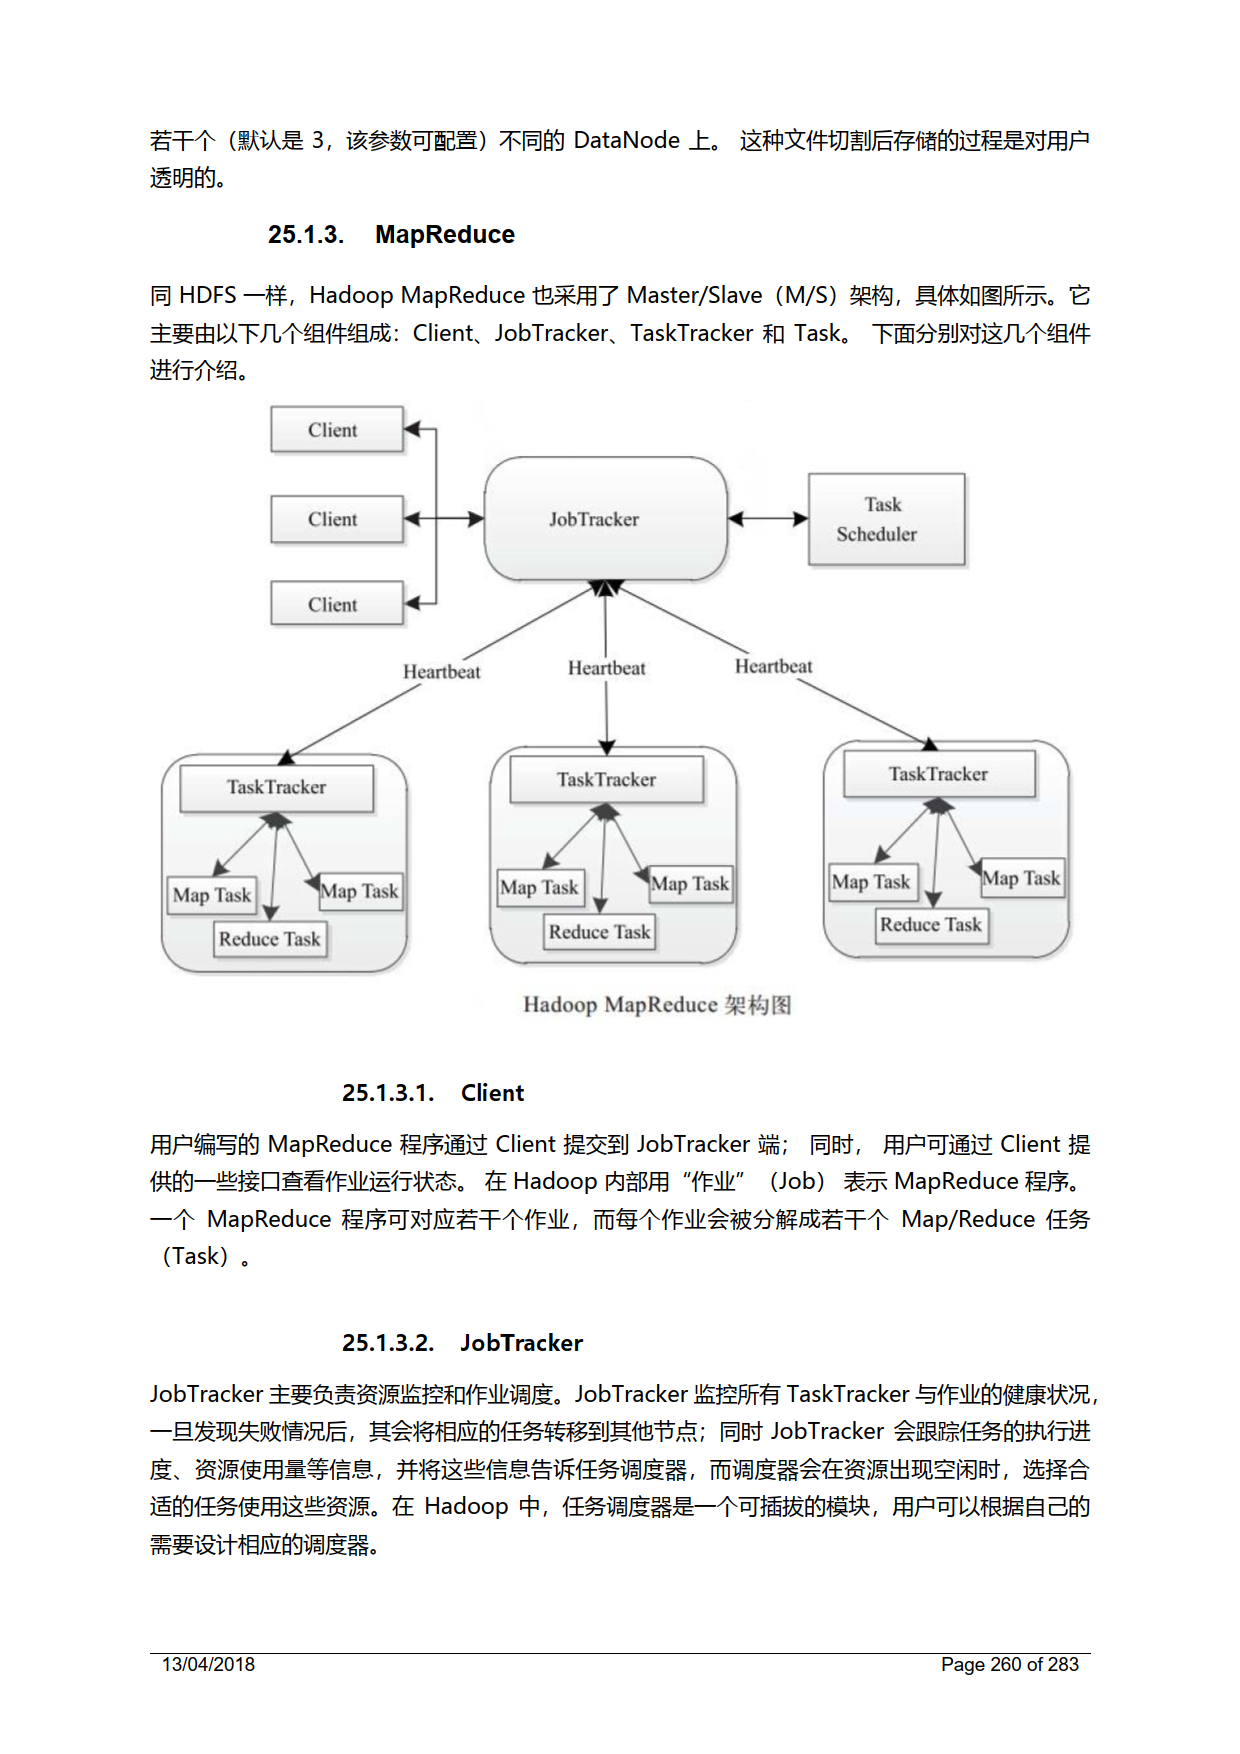 若干个（默认是 3，该参数可配置）不同的 DataNode 上。 这种文件切割后存储的过程是对用户
透明的。
25.1.3. MapReduce
同 HDFS 一样，Hadoop MapReduce 也采用了 Master/Slave（M/S）架构，具体如图所示。它
主要由以下几个组件组成：Client、JobTracker、TaskTracker 和 Task。 下面分别对这几个组件
进行介绍。
Client
Client
Client
JobTracker
Task
Scheduler
Heartbeat
Heartbeat
Heartbeat
TaskTracker
Map Task
Map Task
Reduce Task
TaskTracker
Map Task
Map Task
Reduce Task
TaskTracker
Map Task
Map Task
Reduce Task
Hadoop MapReduce 架构图
25.1.3.1. Client
用户编写的 MapReduce 程序通过 Client 提交到 JobTracker 端； 同时， 用户可通过 Client 提
供的一些接口查看作业运行状态。 在 Hadoop 内部用“作业” （Job） 表示 MapReduce 程序。
一个 MapReduce 程序可对应若干个作业，而每个作业会被分解成若干个 Map/Reduce 任务
（Task）。
25.1.3.2. JobTracker
JobTracker 主要负责资源监控和作业调度。JobTracker 监控所有 TaskTracker 与作业的健康状况，
一旦发现失败情况后，其会将相应的任务转移到其他节点；同时 JobTracker 会跟踪任务的执行进
度、资源使用量等信息，并将这些信息告诉任务调度器，而调度器会在资源出现空闲时，选择合
适的任务使用这些资源。在 Hadoop 中，任务调度器是一个可插拔的模块，用户可以根据自己的
需要设计相应的调度器。
13/04/2018
Page 260 of 283